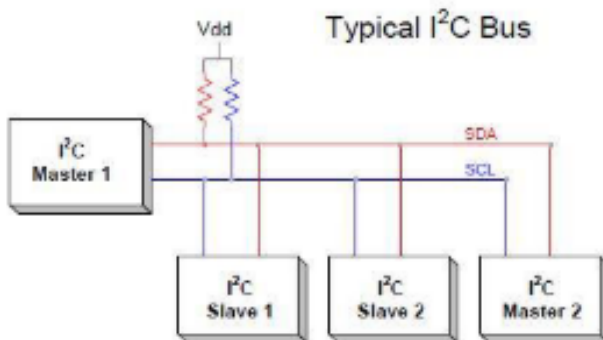 Typical I²C Bus
Vdd
I²C
Master 1
SDA
SCL
I²C
Slave 1
I²C
Slave 2
I²C
Master 2